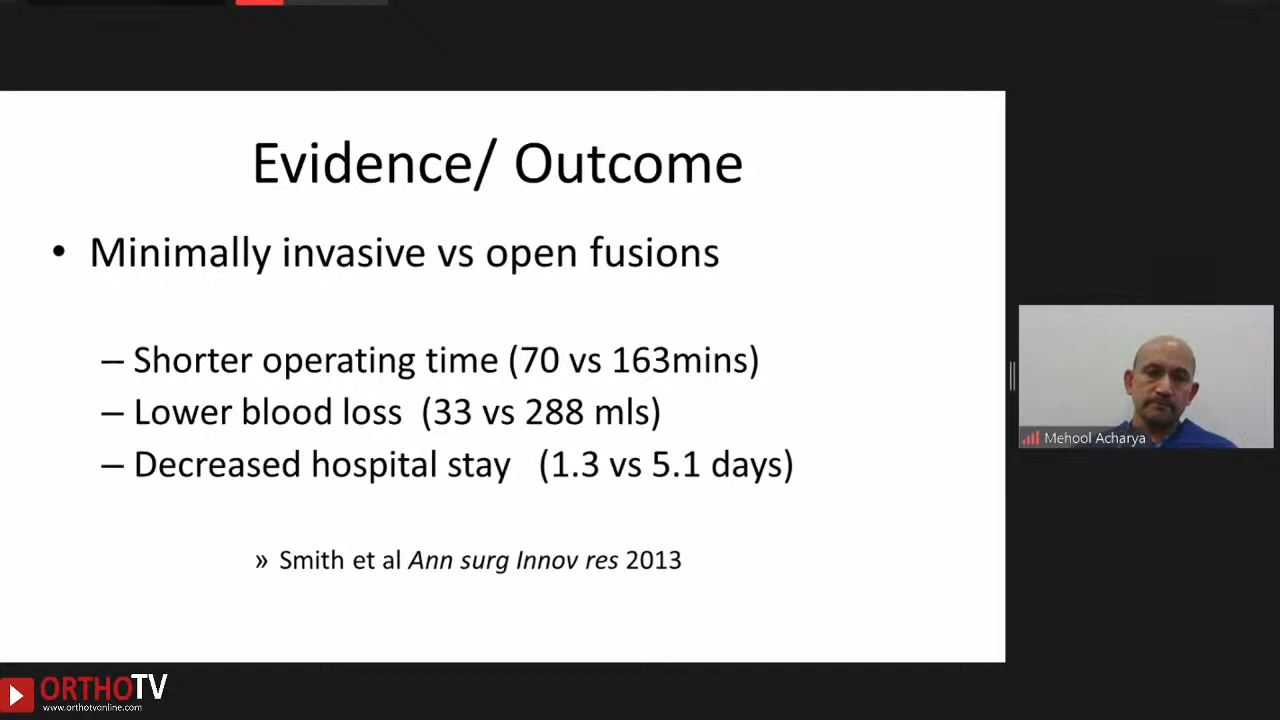 Evidence/ Outcome
• Minimally invasive vs open fusions
– Shorter operating time (70 vs 163mins)
– Lower blood loss (33 vs 288 mls)
– Decreased hospital stay (1.3 vs 5.1 days)
» Smith et al Ann surg Innov res 2013
Mehool Acharya
ORTHOTV
www.orthotvonline.com